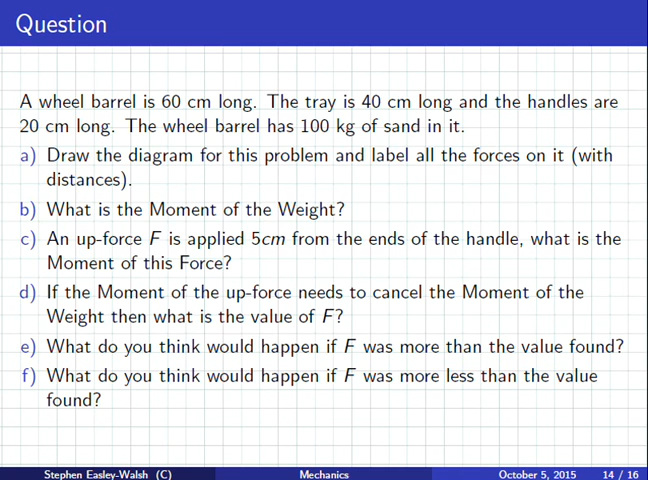 Question
A wheel barrel is 60 cm long. The tray is 40 cm long and the handles are
20 cm long. The wheel barrel has 100 kg of sand in it.
a) Draw the diagram for this problem and label all the forces on it (with
distances).
b) What is the Moment of the Weight?
c) An up-force F is applied 5cm from the ends of the handle, what is the
Moment of this Force?
d) If the Moment of the up-force needs to cancel the Moment of the
Weight then what is the value of F?
e) What do you think would happen if F was more than the value found?
f) What do you think would happen if F was more less than the value
found?
Stephen Easley-Walsh (C) Mechanics October 5, 2015 14 / 16